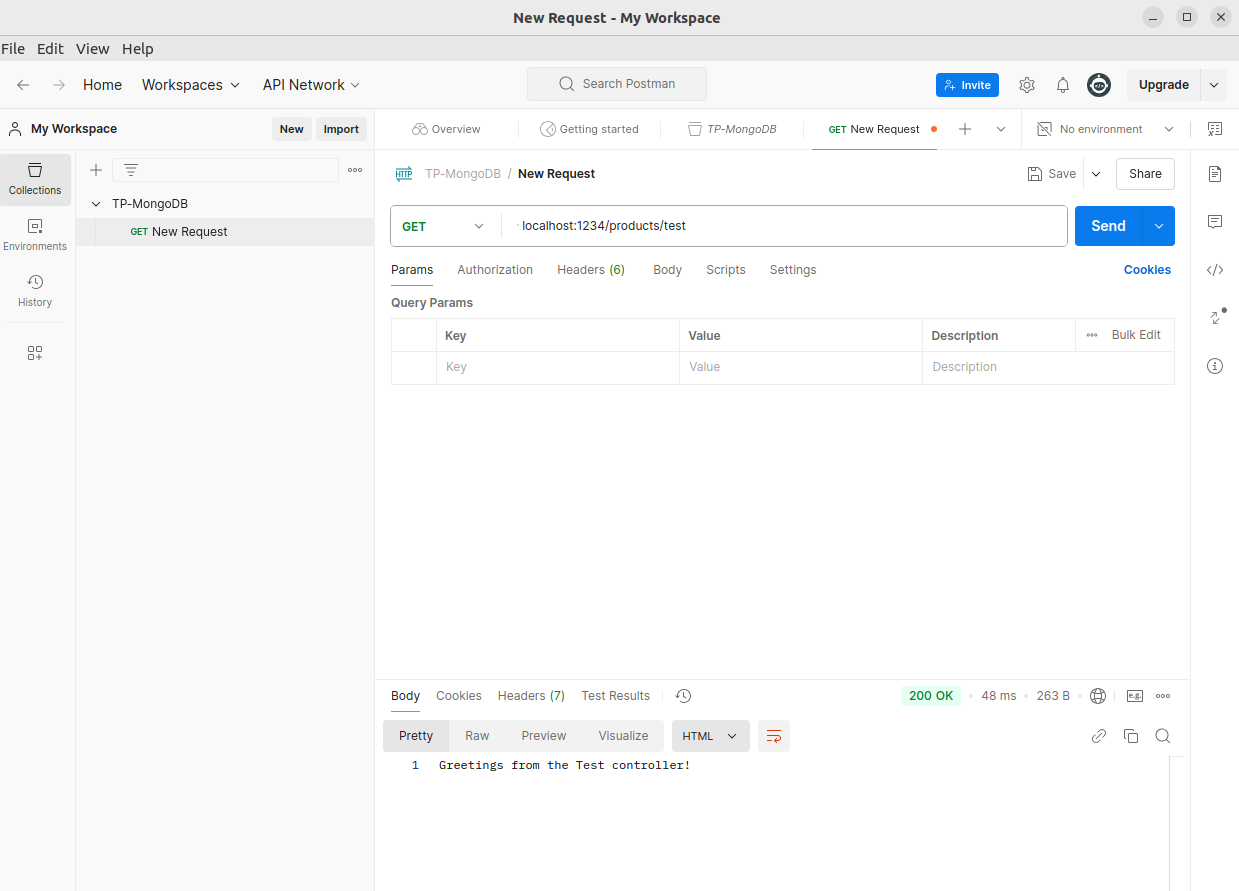 New Request - My Workspace
File Edit View Help
Home Workspaces API Network Search Postman Invite Upgrade
My Workspace New Import Overview Getting started TP-MongoDB GET New Request No environment
Collections
Environments
History
TP-MongoDB
GET New Request
HTTP TP-MongoDB / New Request Save Share
GET localhost:1234/products/test Send
Params Authorization Headers (6) Body Scripts Settings Cookies
Query Params
Key Value Description Bulk Edit
Key Value Description
Body Cookies Headers (7) Test Results 200 OK 48 ms 263 B e.g.
Pretty Raw Preview Visualize HTML
1 Greetings from the Test controller!